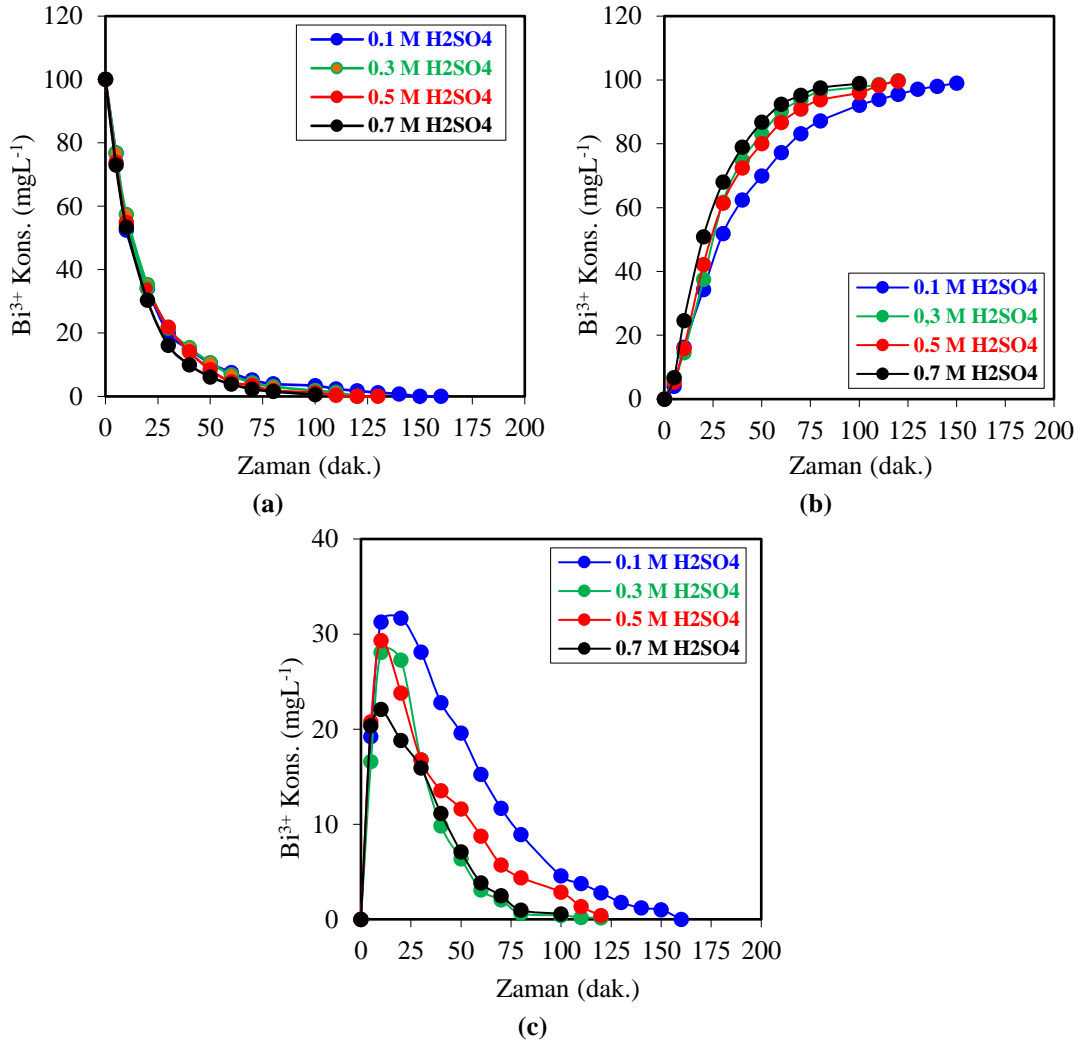 Bi³⁺ Kons. (mgL⁻¹)
120
100
80
60
40
20
0
0 25 50 75 100 125 150 175 200
Zaman (dak.)
0.1 M H2SO4
0.3 M H2SO4
0.5 M H2SO4
0.7 M H2SO4
(a)
Bi³⁺ Kons. (mgL⁻¹)
120
100
80
60
40
20
0
0 25 50 75 100 125 150 175 200
Zaman (dak.)
0.1 M H2SO4
0,3 M H2SO4
0.5 M H2SO4
0.7 M H2SO4
(b)
Bi³⁺ Kons. (mgL⁻¹)
40
30
20
10
0
0 25 50 75 100 125 150 175 200
Zaman (dak.)
0.1 M H2SO4
0.3 M H2SO4
0.5 M H2SO4
0.7 M H2SO4
(c)